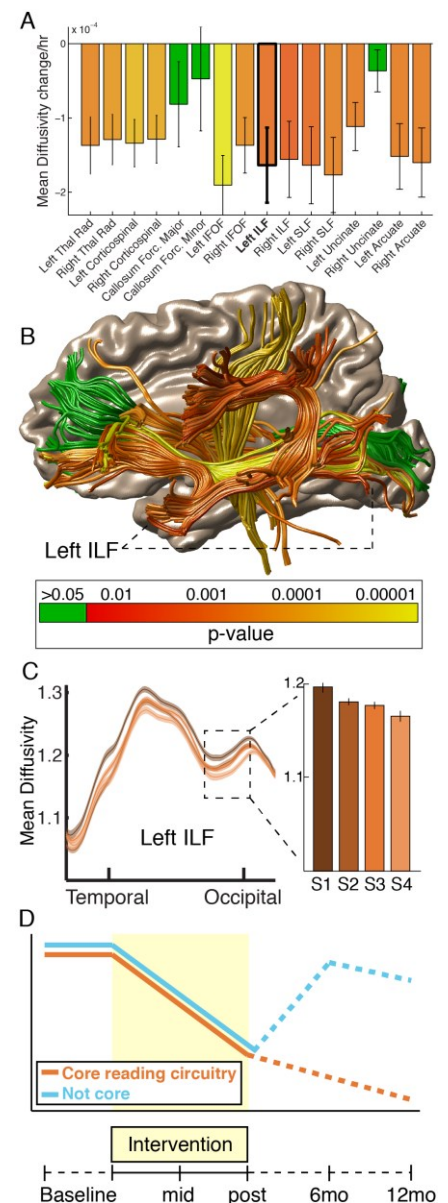 A
x 10⁻⁴
0
-1
-2
Mean Diffusivity change/hr
Left Thal Rad
Right Thal Rad
Left Corticospinal
Right Corticospinal
Callosum Forc. Major
Callosum Forc. Minor
Left IFOF
Right IFOF
Left ILF
Right ILF
Left SLF
Right SLF
Left Uncinate
Right Uncinate
Left Arcuate
Right Arcuate
B
Left ILF
>0.05 0.01 0.001 0.0001 0.00001
p-value
C
1.3
1.2
1.1
Mean Diffusivity
Left ILF
Temporal Occipital
1.2
1.1
S1 S2 S3 S4
D
Core reading circuitry
Not core
Intervention
Baseline mid post 6mo 12mo